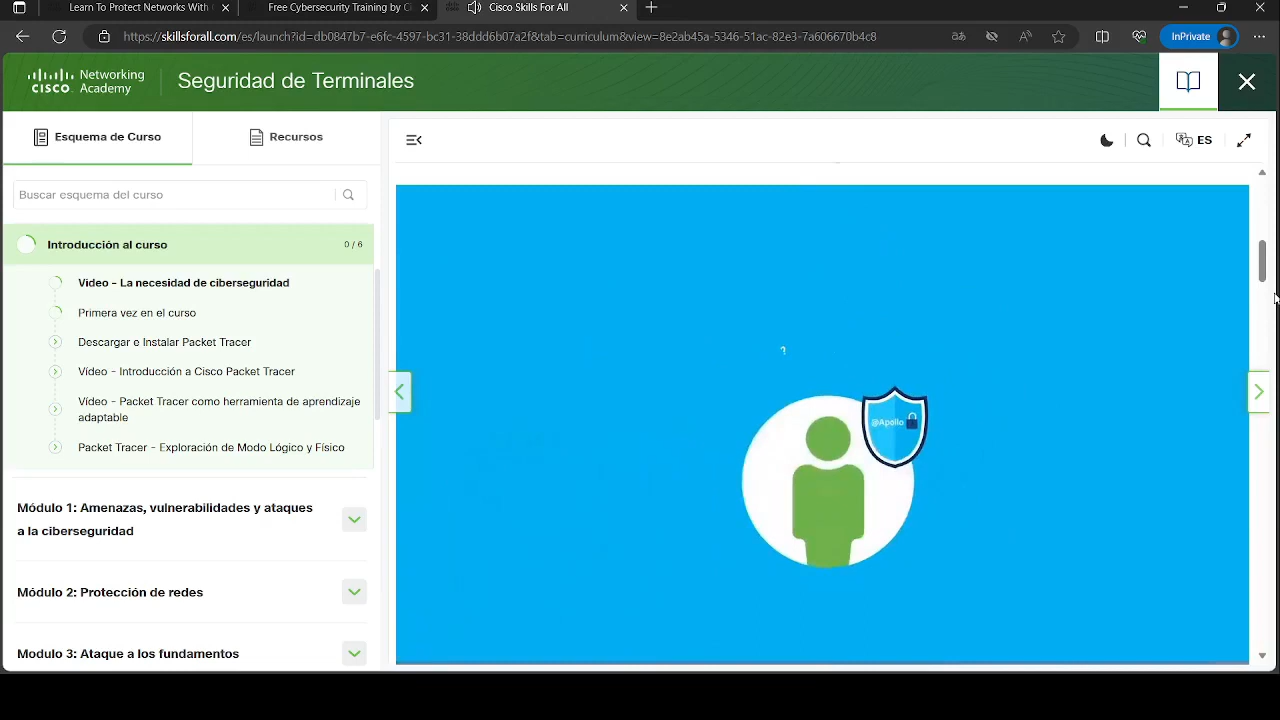 Learn To Protect Networks With
Free Cybersecurity Training by Ci
Cisco Skills For All
https://skillsforall.com/es/launch?id=db0847b7-e6fc-4597-bc31-38ddd6b07a2f&tab=curriculum&view=8e2ab45a-5346-51ac-82e3-7a606670b4c8
InPrivate
Networking
CISCO Academy
Seguridad de Terminales
Esquema de Curso
Recursos
ES
Buscar esquema del curso
Introducción al curso
0 / 6
Video - La necesidad de ciberseguridad
Primera vez en el curso
Descargar e Instalar Packet Tracer
Vídeo - Introducción a Cisco Packet Tracer
Vídeo - Packet Tracer como herramienta de aprendizaje
adaptable
Packet Tracer - Exploración de Modo Lógico y Físico
Módulo 1: Amenazas, vulnerabilidades y ataques
a la ciberseguridad
Módulo 2: Protección de redes
Modulo 3: Ataque a los fundamentos
?
@Apollo